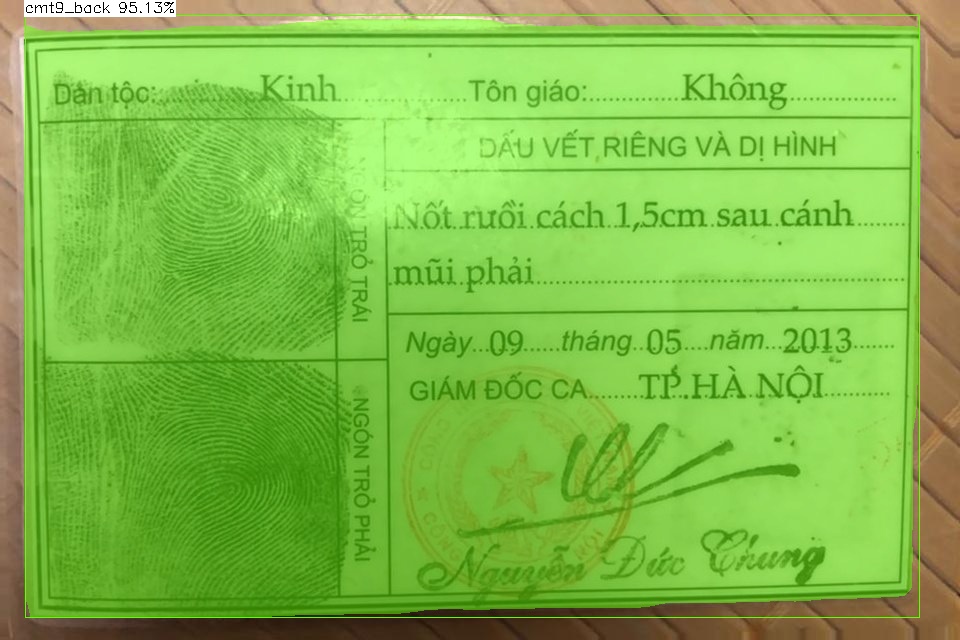 cmt9_back 95.13%
Dân tộc: Kinh Tôn giáo: Không
DẤU VẾT RIÊNG VÀ DỊ HÌNH
Nốt ruồi cách 1,5cm sau cánh
mũi phải
NGÓN TRỎ TRÁI
Ngày 09 tháng 05 năm 2013
GIÁM ĐỐC CA TP.HÀ NỘI
NGÓN TRỎ PHẢI
Nguyễn Đức Chung